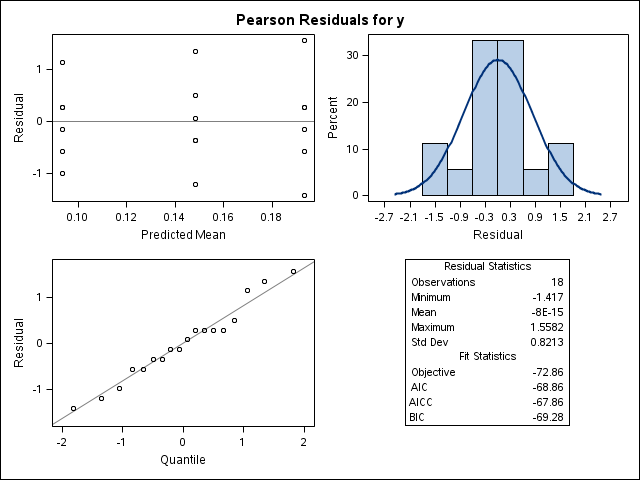 Pearson Residuals for y
Residual
1
0
-1
0.10 0.12 0.14 0.16 0.18
Predicted Mean
Percent
30
20
10
0
-2.7 -2.1 -1.5 -0.9 -0.3 0.3 0.9 1.5 2.1 2.7
Residual
Residual
1
0
-1
-2 -1 0 1 2
Quantile
Residual Statistics
Observations 18
Minimum -1.417
Mean -8E-15
Maximum 1.5582
Std Dev 0.8213
Fit Statistics
Objective -72.86
AIC -68.86
AICC -67.86
BIC -69.28